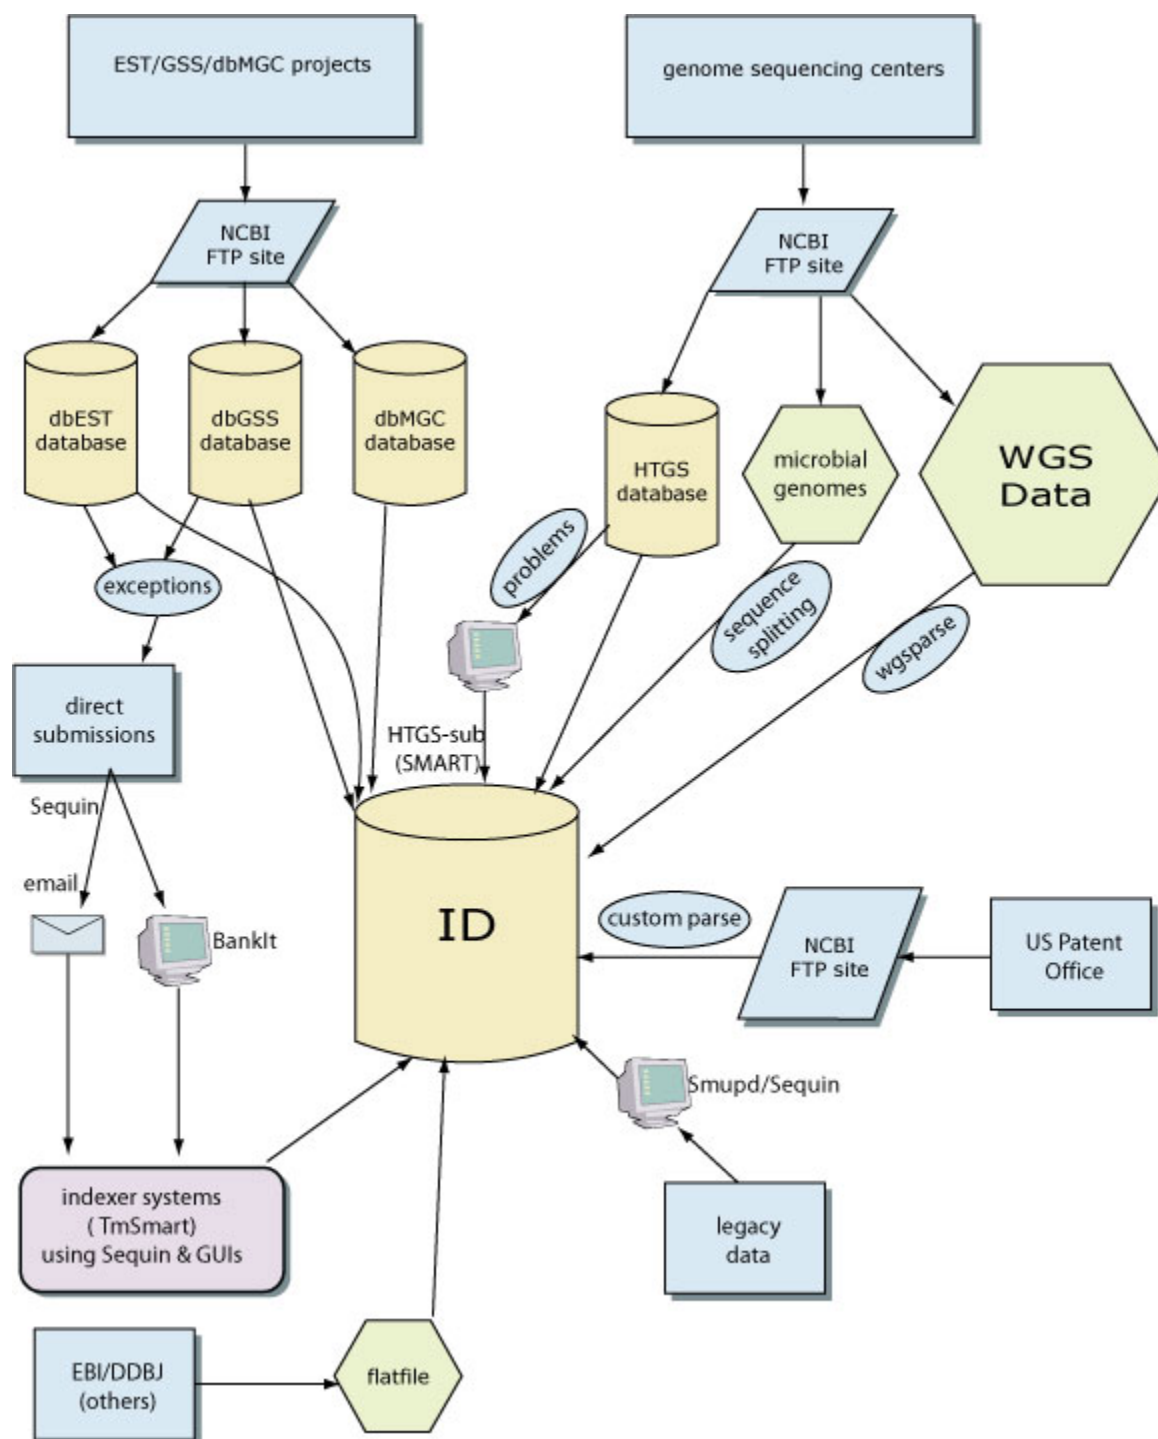 EST/GSS/dbMGC projects
genome sequencing centers
NCBI
FTP site
NCBI
FTP site
dbEST
database
dbGSS
database
dbMGC
database
HTGS
database
microbial
genomes
WGS
Data
exceptions
problems
sequence
splitting
wgsparse
direct
submissions
HTGS-sub
(SMART)
Sequin
email
BankIt
ID
custom parse
NCBI
FTP site
US Patent
Office
Smupd/Sequin
indexer systems
( TmSmart)
using Sequin & GUIs
legacy
data
EBI/DDBJ
(others)
flatfile